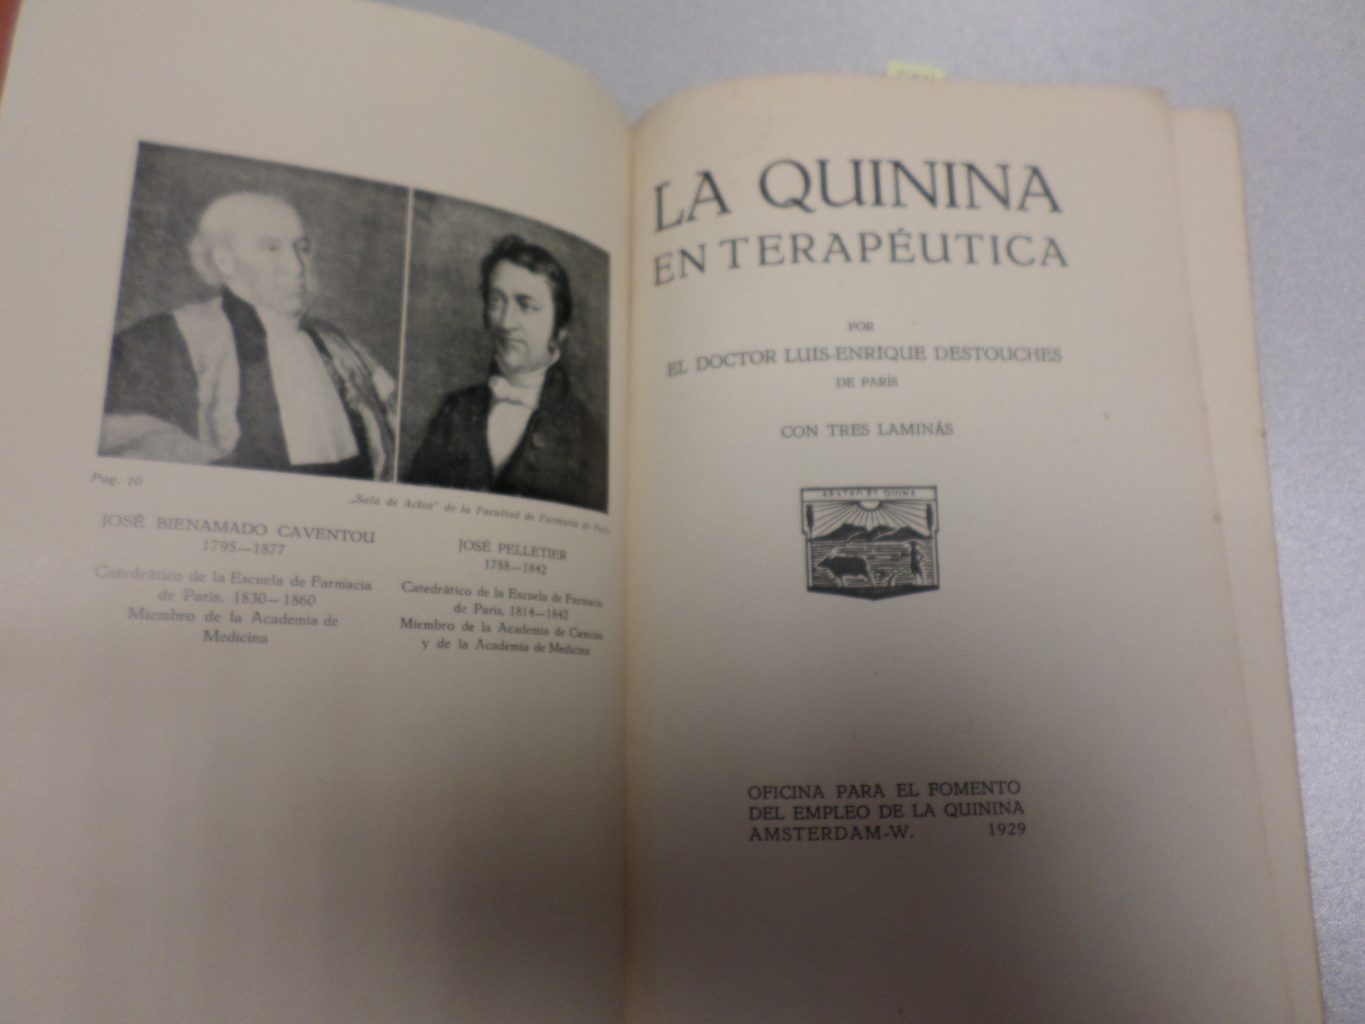 Pag. 10
„Sala de Actos" de la Facultad de Farmacia de París
JOSÉ BIENAMADO CAVENTOU
1795—1877
Catedrático de la Escuela de Farmacia
de París, 1830—1860
Miembro de la Academia de
Medicina
JOSÉ PELLETIER
1788—1842
Catedrático de la Escuela de Farmacia
de París, 1814—1842
Miembro de la Academia de Ciencias
y de la Academia de Medicina
LA QUININA
EN TERAPÉUTICA
POR
EL DOCTOR LUIS-ENRIQUE DESTOUCHES
DE PARÍS
CON TRES LAMINÁS
ARATRO ET QUINA
OFICINA PARA EL FOMENTO
DEL EMPLEO DE LA QUININA
AMSTERDAM-W. 1929